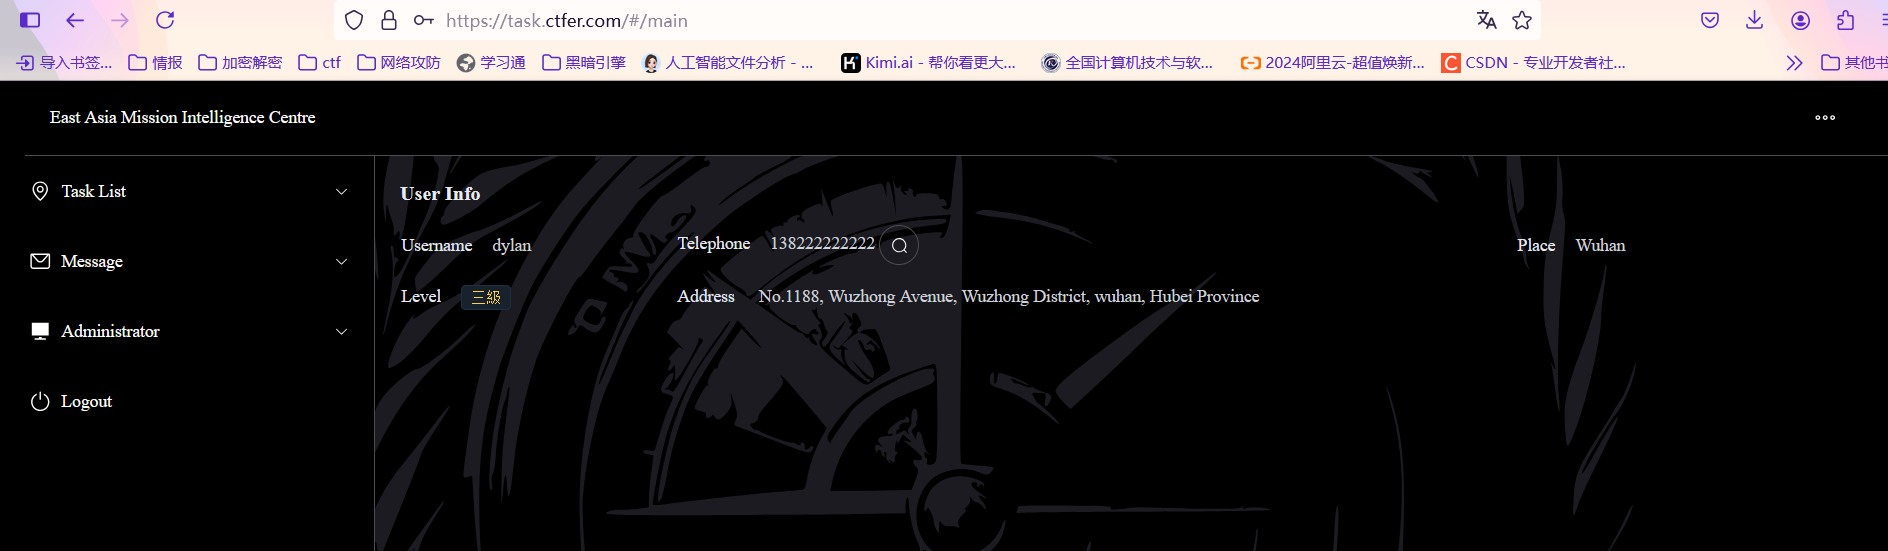 https://task.ctfer.com/#/main
导入书签... 情报 加密解密 ctf 网络攻防 学习通 黑暗引擎 人工智能文件分析 - ... Kimi.ai - 帮你看更大... 全国计算机技术与软... 2024阿里云-超值焕新... CSDN - 专业开发者社... 其他书
East Asia Mission Intelligence Centre
Task List
Message
Administrator
Logout
User Info
Username dylan Telephone 138222222222 Place Wuhan
Level 三級 Address No.1188, Wuzhong Avenue, Wuzhong District, wuhan, Hubei Province